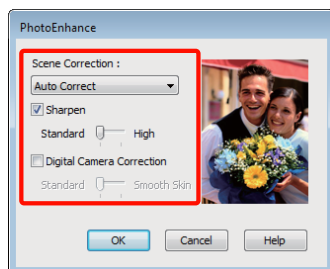 PhotoEnhance
Scene Correction :
Auto Correct
Sharpen
Standard High
Digital Camera Correction
Standard Smooth Skin
OK Cancel Help